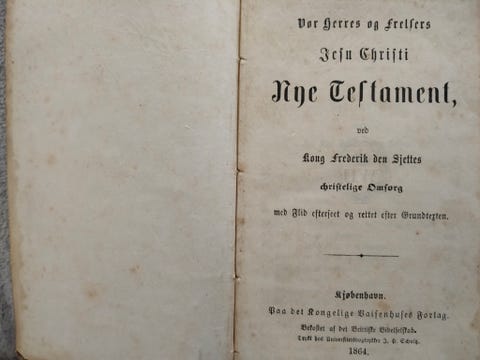 Vor Herres og Frelsers
Jesu Christi
Nye Testament,
ved
Kong Frederik den Sjettes
christelige Omsorg
med Flid efterseet og rettet efter Grundtexten.
Kjøbenhavn.
Paa det Kongelige Vaisenhuses Forlag.
Bekostet af det Brittiske Bibelselskab.
Trykt hos Universitetsbogtrykker J. H. Schultz.
1864.